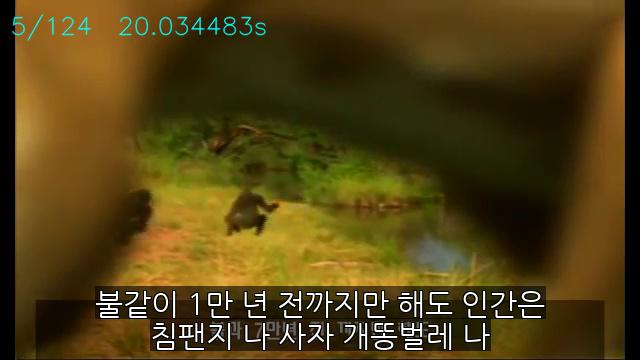 5/124 20.034483s
불같이 1만 년 전까지만 해도 인간은
침팬지 나 사자 개똥벌레 나